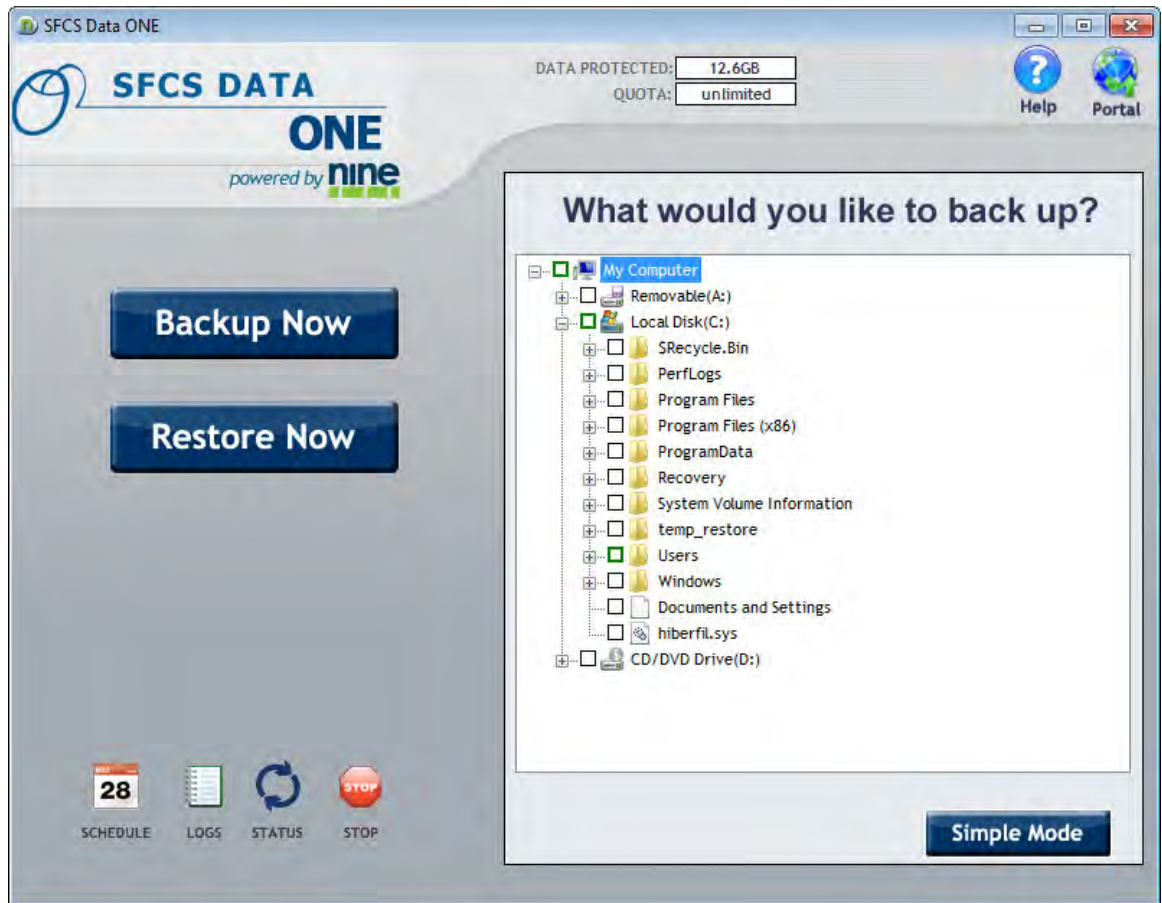 SFCS Data ONE
SFCS DATA
ONE
powered by nine
DATA PROTECTED: 12.6GB
QUOTA: unlimited
Help
Portal
What would you like to back up?
My Computer
Removable(A:)
Local Disk(C:)
SRecycle.Bin
PerfLogs
Program Files
Program Files (x86)
ProgramData
Recovery
System Volume Information
temp_restore
Users
Windows
Documents and Settings
hiberfil.sys
CD/DVD Drive(D:)
Backup Now
Restore Now
28
SCHEDULE
LOGS
STATUS
STOP
STOP
Simple Mode